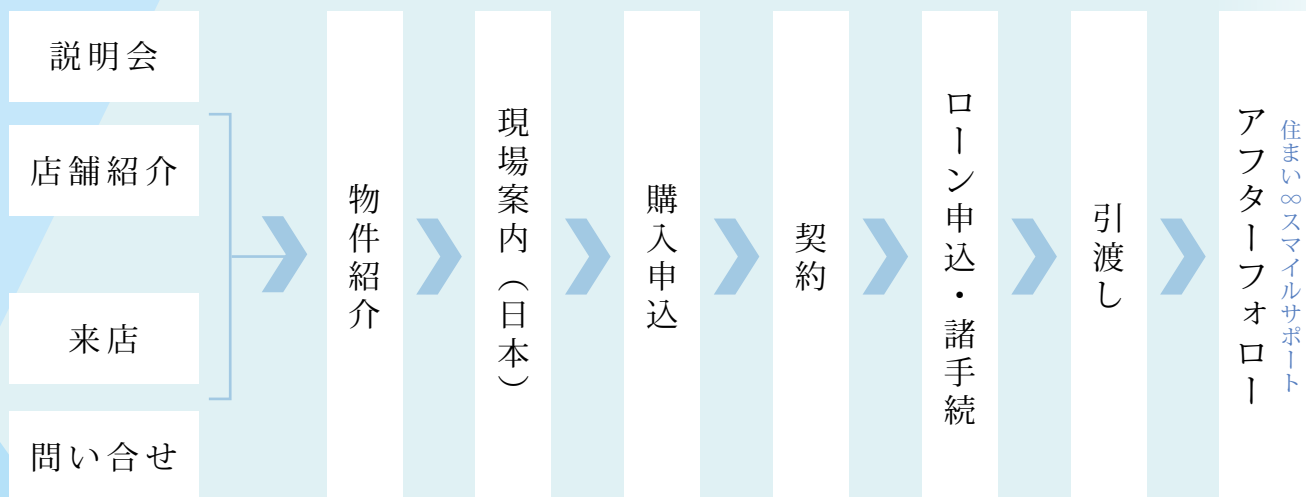 説明会
店舗紹介
来店
問い合せ
物件紹介
現場案内（日本）
購入申込
契約
ローン申込・諸手続
引渡し
住まい∞スマイルサポート
アフターフォロー